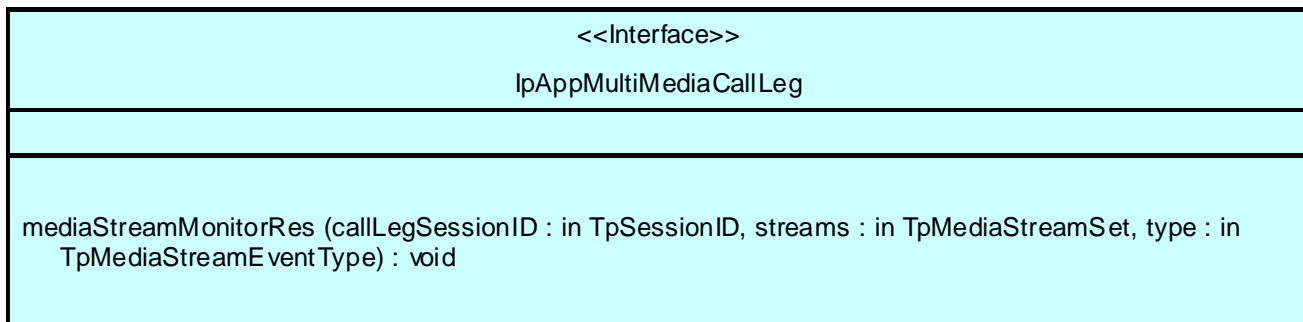 <<Interface>>
IpAppMultiMediaCallLeg
mediaStreamMonitorRes (callLegSessionID : in TpSessionID, streams : in TpMediaStreamSet, type : in
TpMediaStreamEventType) : void